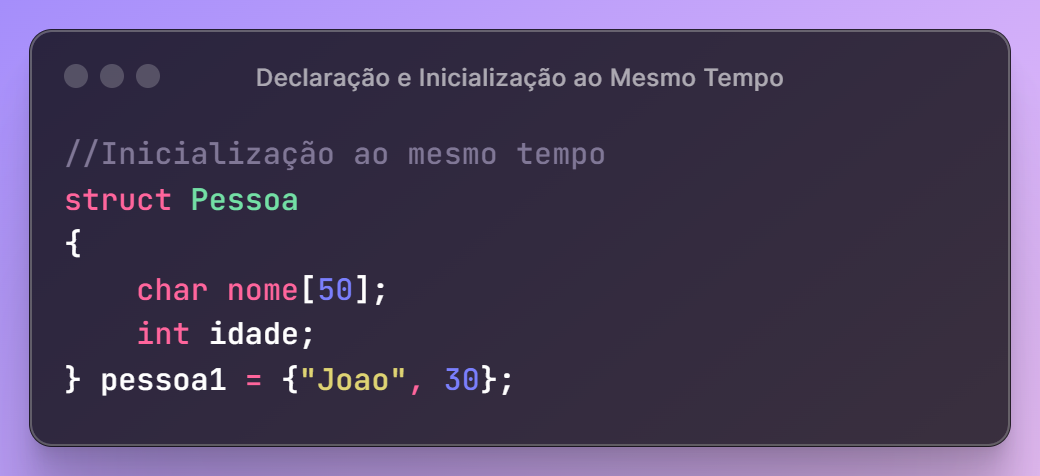 Declaração e Inicialização ao Mesmo Tempo
//Inicialização ao mesmo tempo
struct Pessoa
{
    char nome[50];
    int idade;
} pessoa1 = {"Joao", 30};